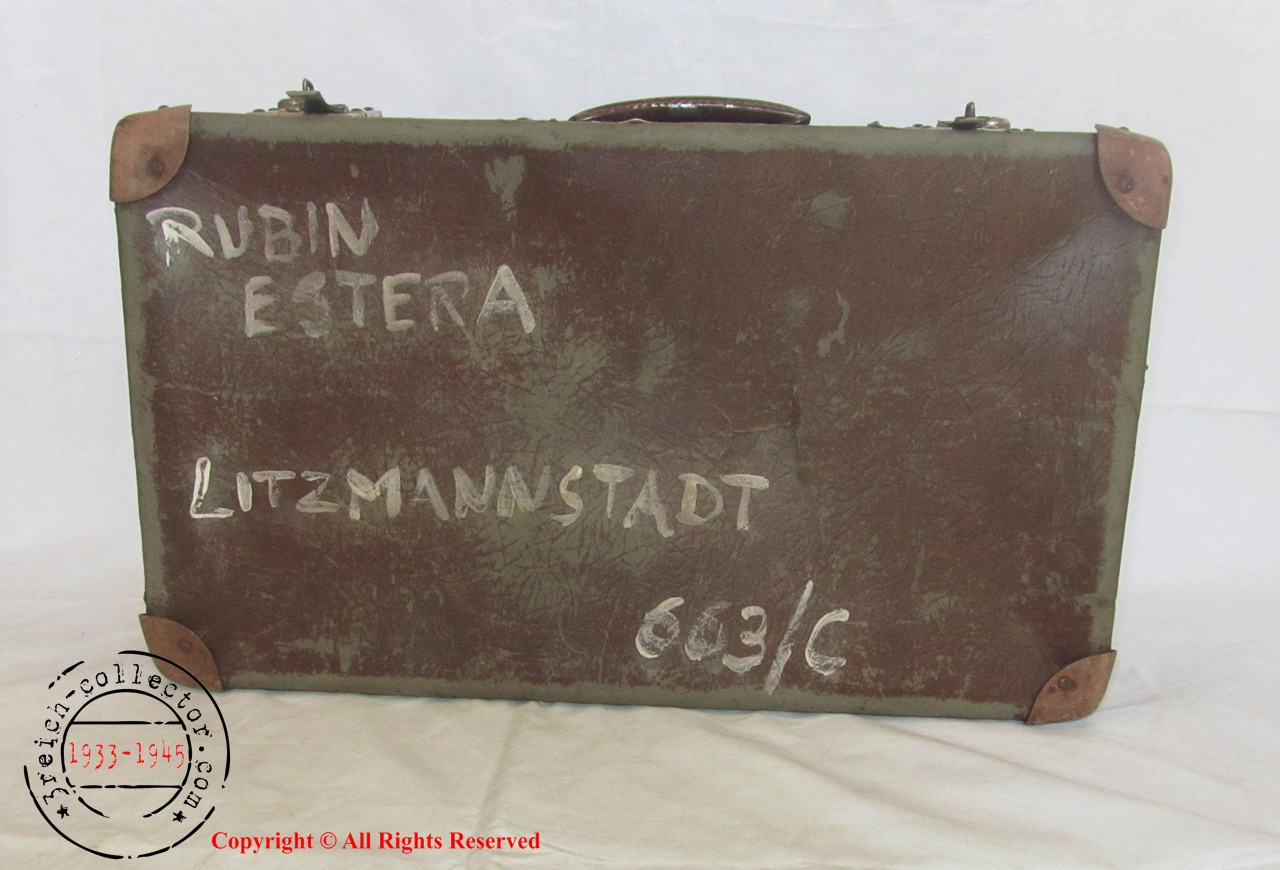 RUBIN
ESTERA
LITZMANNSTADT
663/C
3reich-collector.com
1933-1945
Copyright © All Rights Reserved